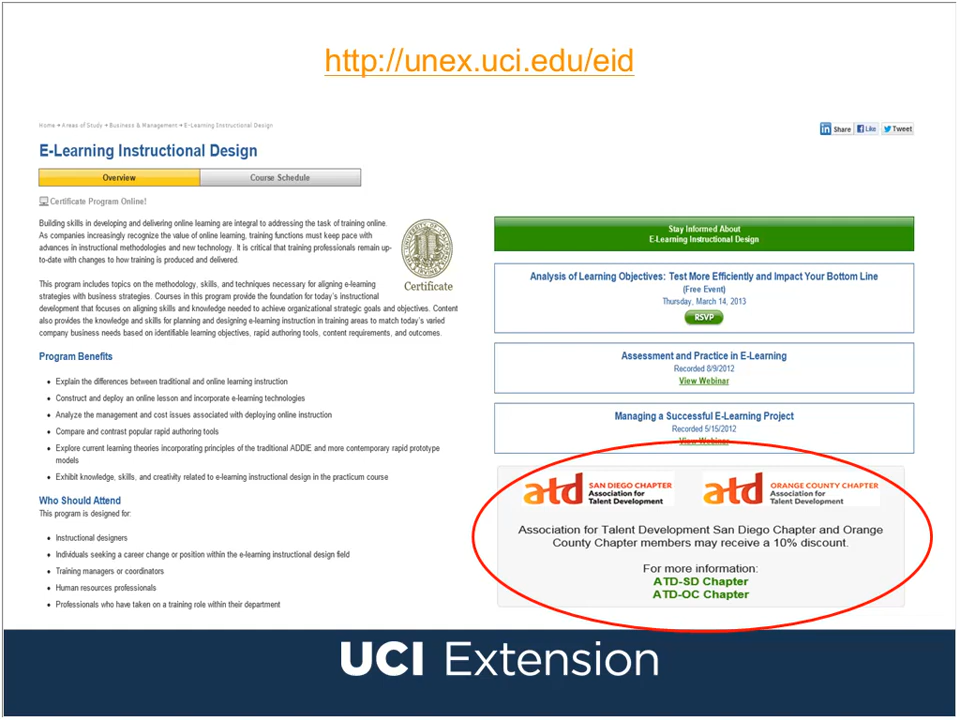 http://unex.uci.edu/eid
Home → Areas of Study → Business & Management → E-Learning Instructional Design
Share
Like
Tweet
E-Learning Instructional Design
Overview
Course Schedule
Certificate Program Online!
Building skills in developing and delivering online learning are integral to addressing the task of training online.
As companies increasingly recognize the value of online learning, training functions must keep pace with
advances in instructional methodologies and new technology. It is critical that training professionals remain up-
to-date with changes to how training is produced and delivered.
Certificate
This program includes topics on the methodology, skills, and techniques necessary for aligning e-learning
strategies with business strategies. Courses in this program provide the foundation for today's instructional
development that focuses on aligning skills and knowledge needed to achieve organizational strategic goals and objectives. Content
also provides the knowledge and skills for planning and designing e-learning instruction in training areas to match today's varied
company business needs based on identifiable learning objectives, rapid authoring tools, content requirements, and outcomes.
Program Benefits
• Explain the differences between traditional and online learning instruction
• Construct and deploy an online lesson and incorporate e-learning technologies
• Analyze the management and cost issues associated with deploying online instruction
• Compare and contrast popular rapid authoring tools
• Explore current learning theories incorporating principles of the traditional ADDIE and more contemporary rapid prototype
models
• Exhibit knowledge, skills, and creativity related to e-learning instructional design in the practicum course
Who Should Attend
This program is designed for:
• Instructional designers
• Individuals seeking a career change or position within the e-learning instructional design field
• Training managers or coordinators
• Human resources professionals
• Professionals who have taken on a training role within their department
Stay Informed About
E-Learning Instructional Design
Analysis of Learning Objectives: Test More Efficiently and Impact Your Bottom Line
(Free Event)
Thursday, March 14, 2013
RSVP
Assessment and Practice in E-Learning
Recorded 8/9/2012
View Webinar
Managing a Successful E-Learning Project
Recorded 5/15/2012
View Webinar
atd SAN DIEGO CHAPTER
Association for
Talent Development
atd ORANGE COUNTY CHAPTER
Association for
Talent Development
Association for Talent Development San Diego Chapter and Orange
County Chapter members may receive a 10% discount.
For more information:
ATD-SD Chapter
ATD-OC Chapter
UCI Extension